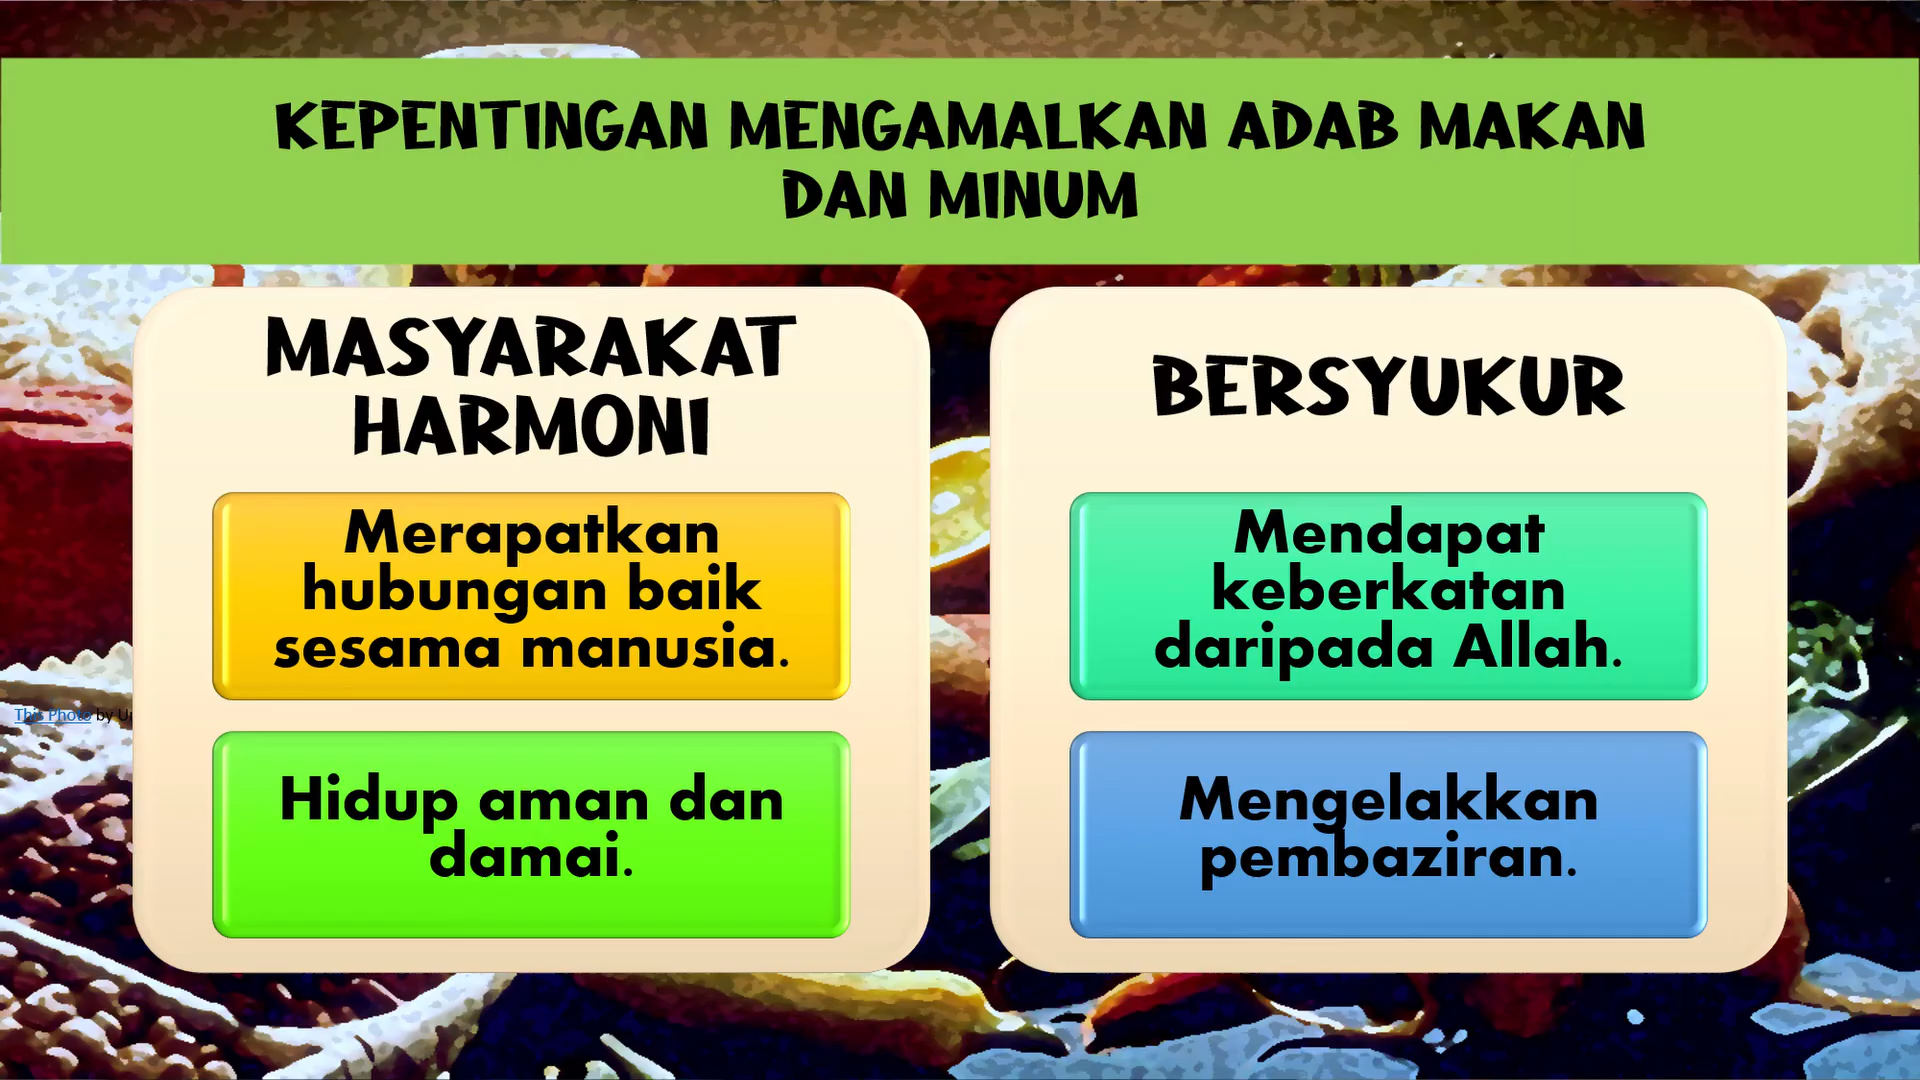 KEPENTINGAN MENGAMALKAN ADAB MAKAN
DAN MINUM
MASYARAKAT
HARMONI
Merapatkan
hubungan baik
sesama manusia.
Hidup aman dan
damai.
BERSYUKUR
Mendapat
keberkatan
daripada Allah.
Mengelakkan
pembaziran.
This Photo by